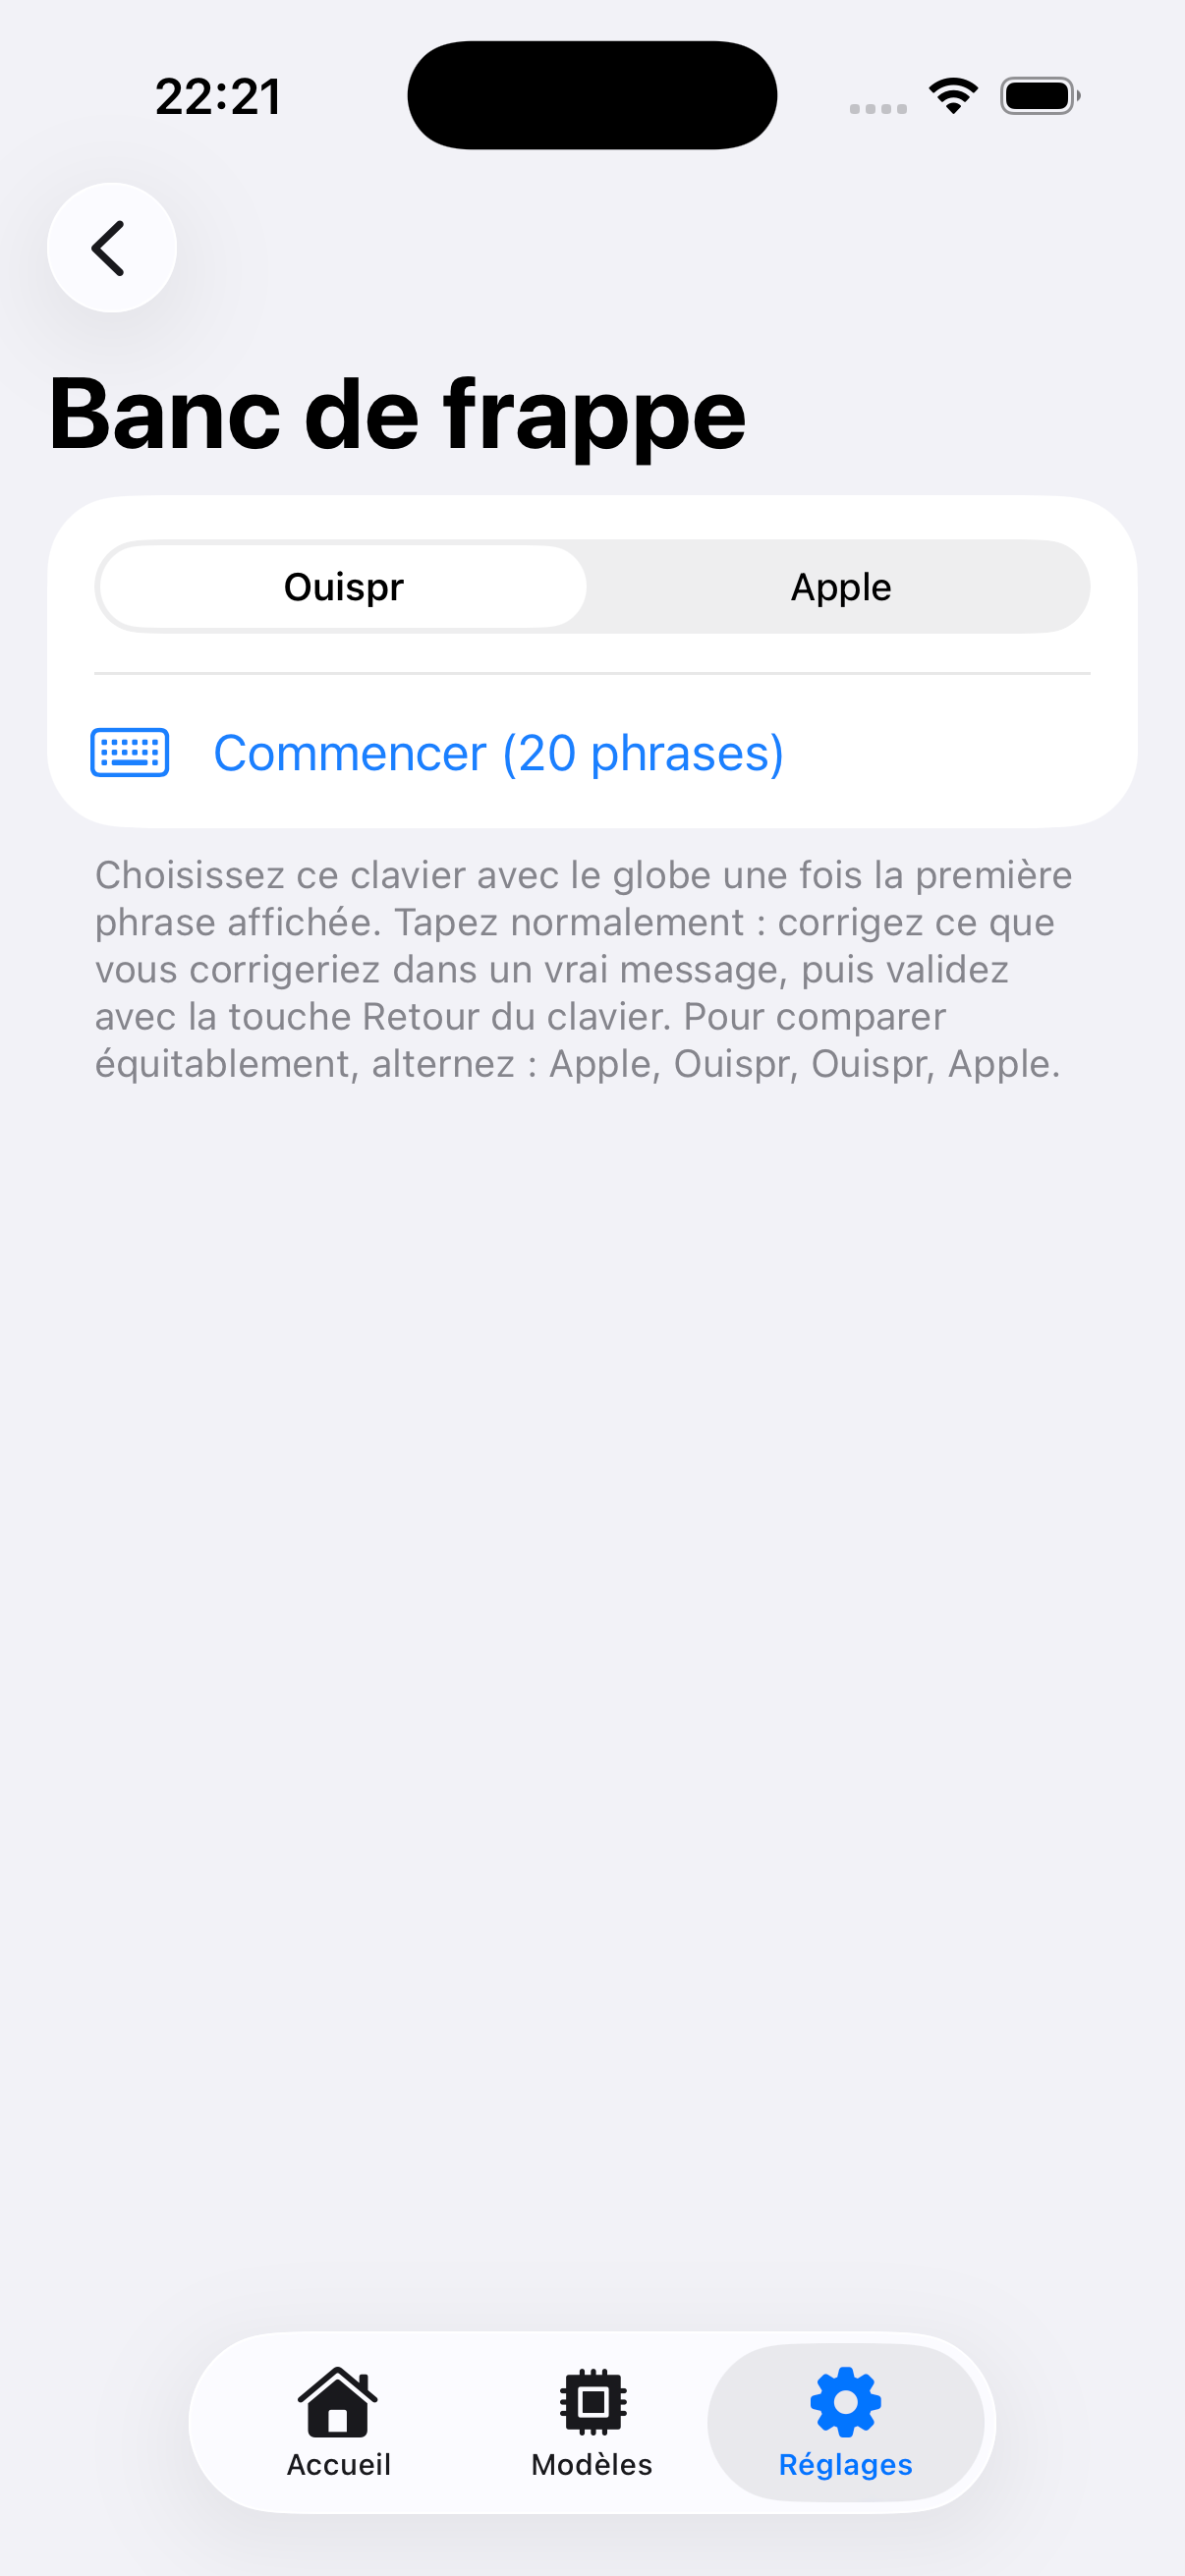 22:21
Banc de frappe
Ouispr
Apple
Commencer (20 phrases)
Choisissez ce clavier avec le globe une fois la première
phrase affichée. Tapez normalement : corrigez ce que
vous corrigeriez dans un vrai message, puis validez
avec la touche Retour du clavier. Pour comparer
équitablement, alternez : Apple, Ouispr, Ouispr, Apple.
Accueil
Modèles
Réglages